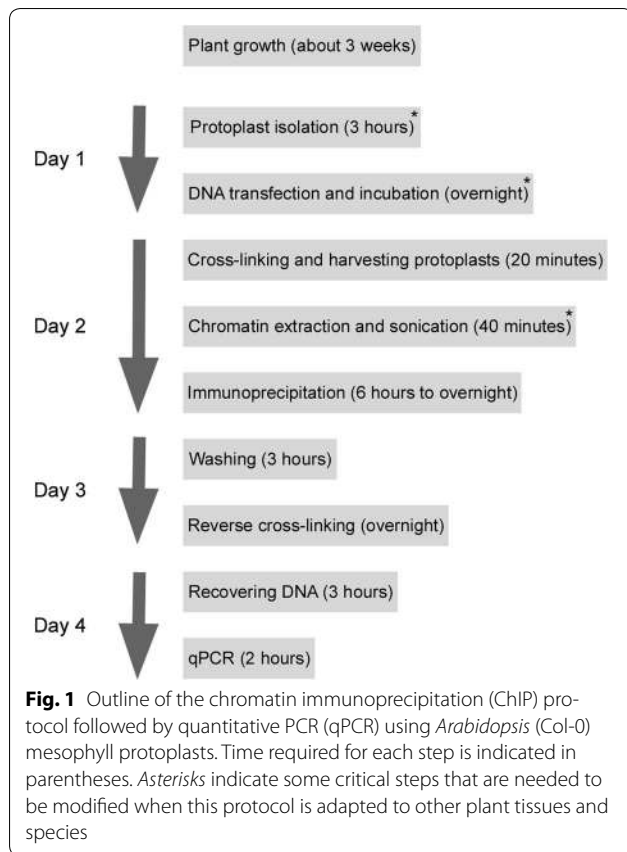 Plant growth (about 3 weeks)
Day 1
Protoplast isolation (3 hours)*
DNA transfection and incubation (overnight)*
Day 2
Cross-linking and harvesting protoplasts (20 minutes)
Chromatin extraction and sonication (40 minutes)*
Immunoprecipitation (6 hours to overnight)
Day 3
Washing (3 hours)
Reverse cross-linking (overnight)
Day 4
Recovering DNA (3 hours)
qPCR (2 hours)
Fig. 1 Outline of the chromatin immunoprecipitation (ChIP) pro-
tocol followed by quantitative PCR (qPCR) using Arabidopsis (Col-0)
mesophyll protoplasts. Time required for each step is indicated in
parentheses. Asterisks indicate some critical steps that are needed to
be modified when this protocol is adapted to other plant tissues and
species